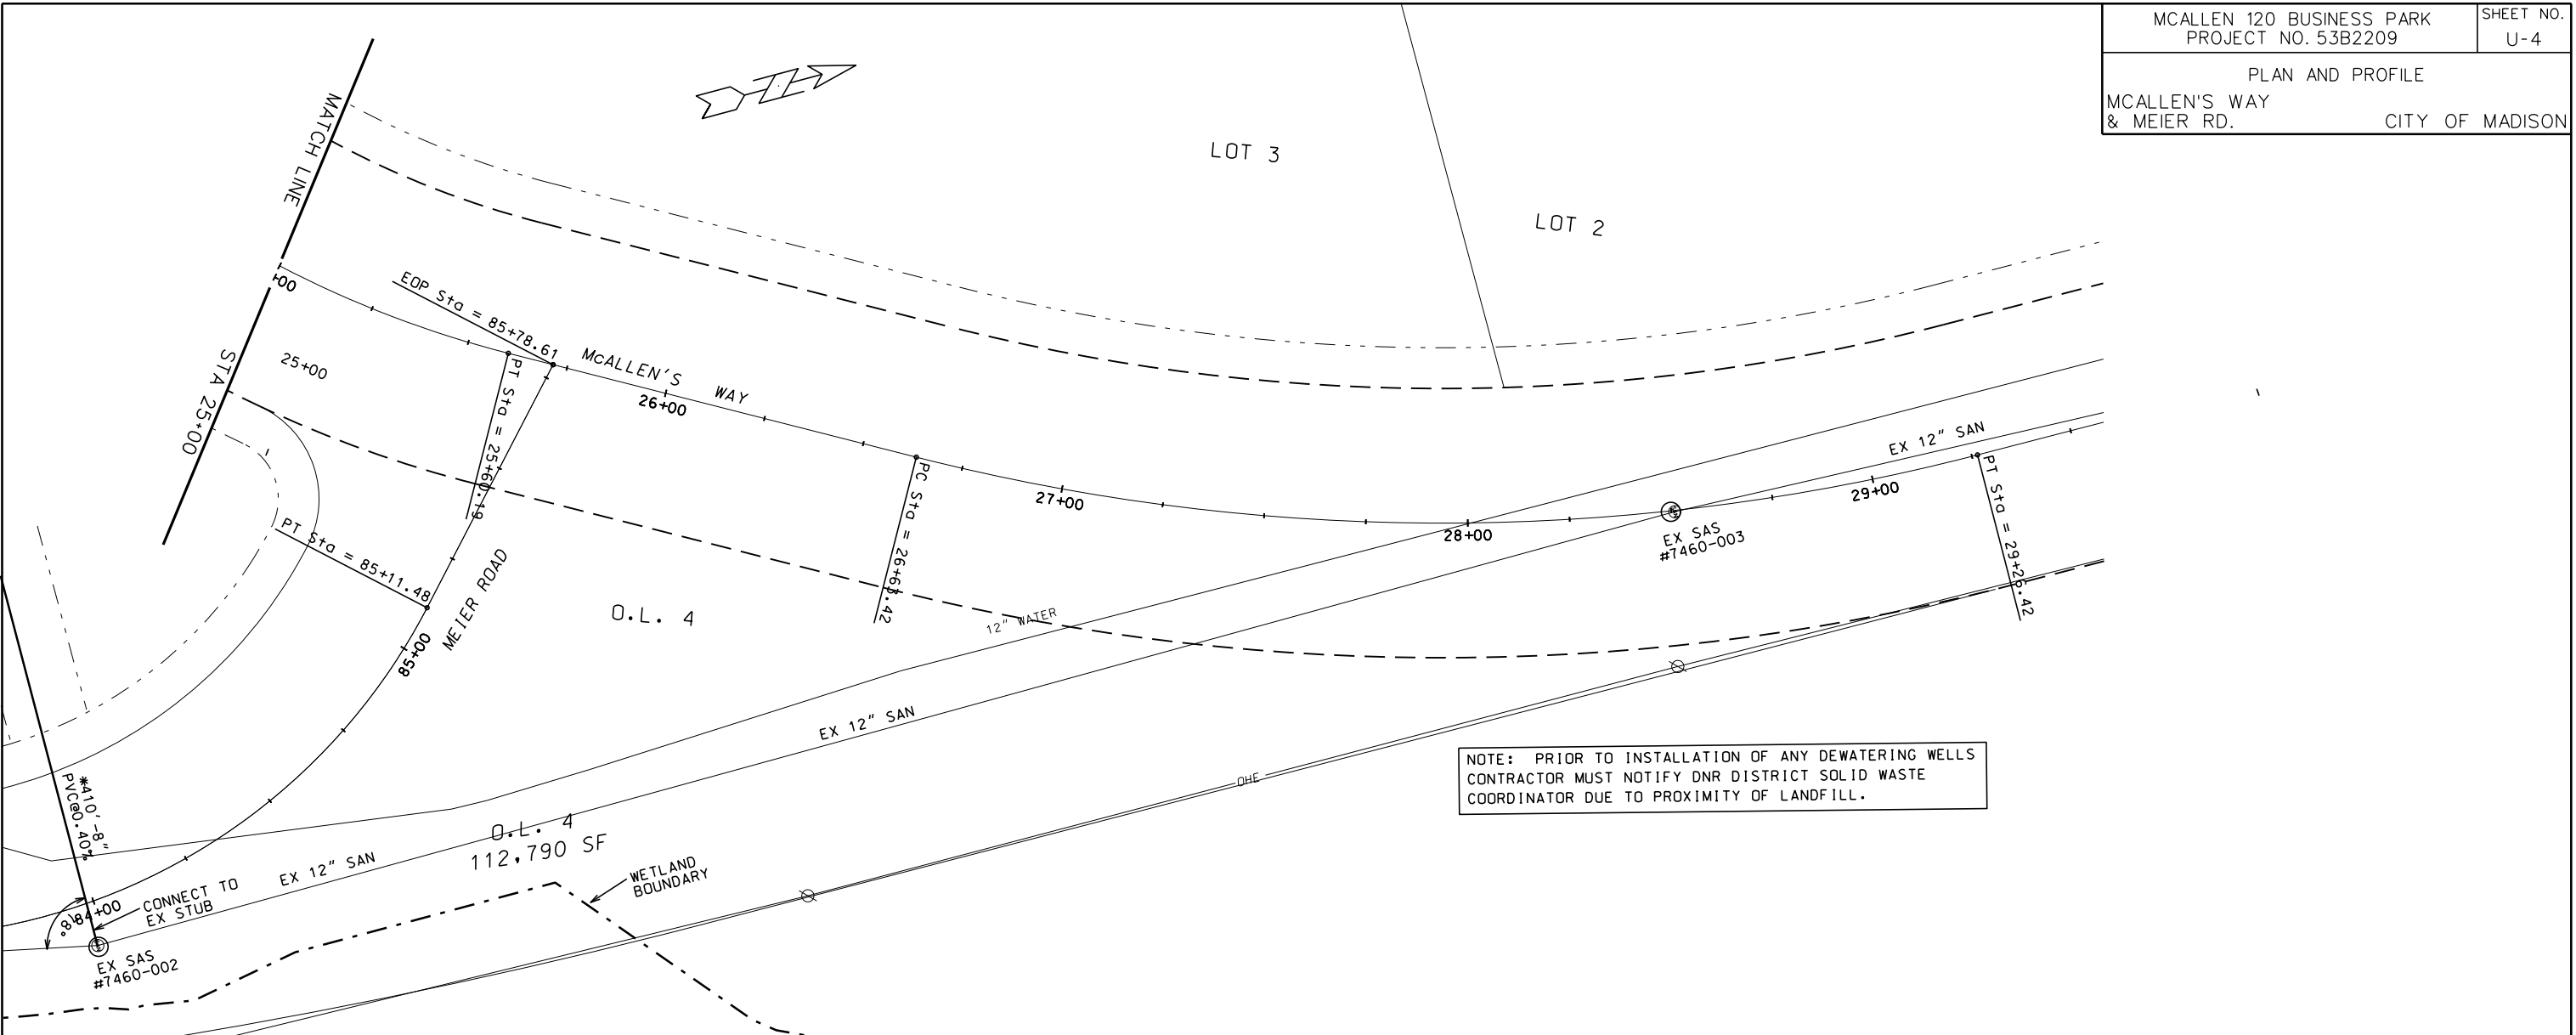 MCALLEN 120 BUSINESS PARK
PROJECT NO. 53B2209
SHEET NO.
U-4
PLAN AND PROFILE
MCALLEN'S WAY
& MEIER RD.
CITY OF MADISON
MATCH LINE
STA 25+00
N
LOT 3
LOT 2
+00
25+00
EOP Sta = 85+78.61
PT Sta = 25+60.19
McALLEN'S WAY
26+00
PC Sta = 26+63.42
27+00
28+00
29+00
EX 12" SAN
EX SAS
#7460-003
PT Sta = 29+26.42
PT Sta = 85+11.48
MEIER ROAD
85+00
O.L. 4
12" WATER
EX 12" SAN
OHE
NOTE: PRIOR TO INSTALLATION OF ANY DEWATERING WELLS
CONTRACTOR MUST NOTIFY DNR DISTRICT SOLID WASTE
COORDINATOR DUE TO PROXIMITY OF LANDFILL.
*410'-8"
PVC@0.40%
O.L. 4
112,790 SF
EX 12" SAN
WETLAND
BOUNDARY
CONNECT TO
EX STUB
84+00
EX SAS
#7460-002